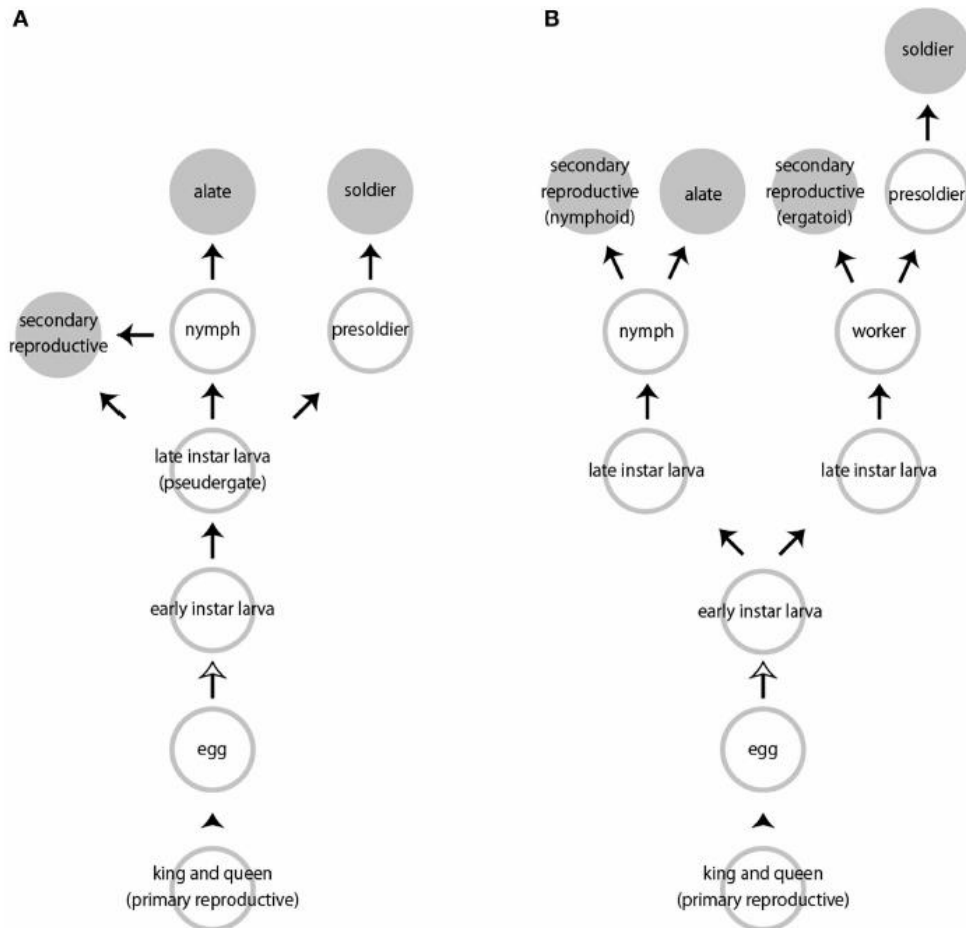 A
alate
soldier
secondary
reproductive
nymph
presoldier
late instar larva
(pseudergate)
early instar larva
egg
king and queen
(primary reproductive)
B
soldier
secondary
reproductive
(nymphoid)
alate
secondary
reproductive
(ergatoid)
presoldier
nymph
worker
late instar larva
late instar larva
early instar larva
egg
king and queen
(primary reproductive)